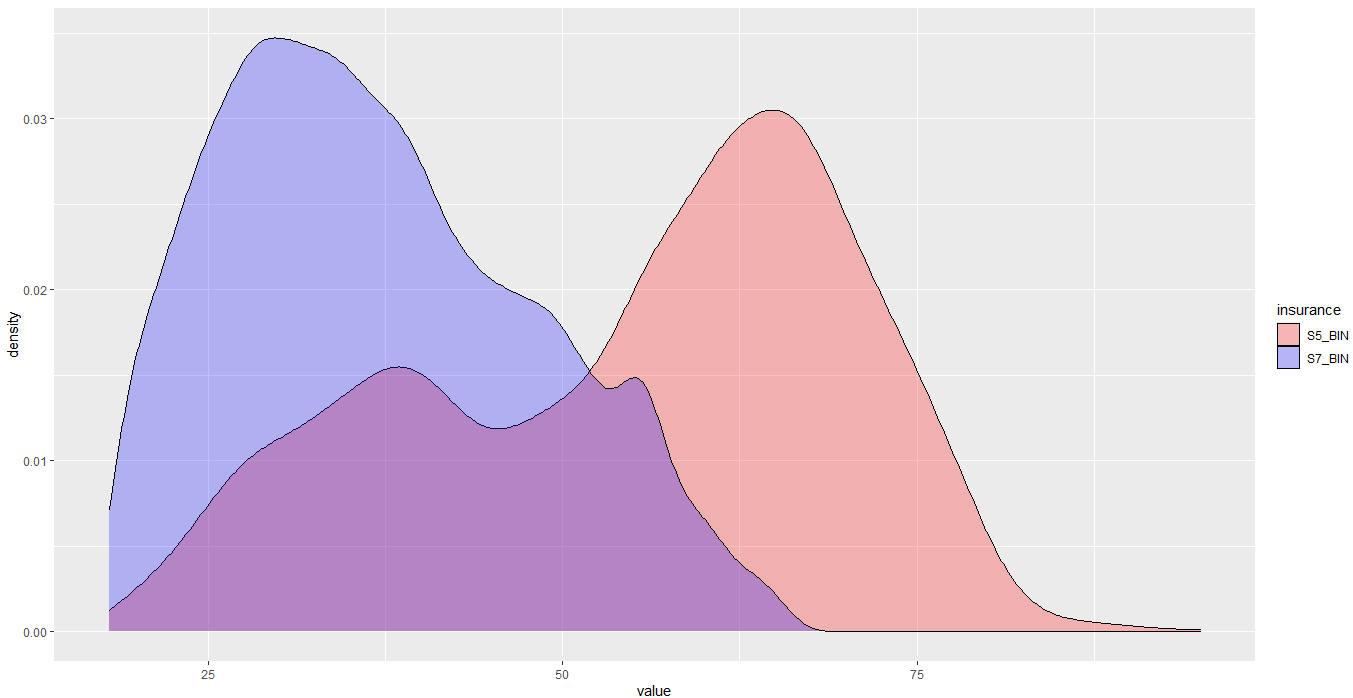 0.03
0.02
0.01
0.00
density
25
50
75
value
insurance
S5_BIN
S7_BIN